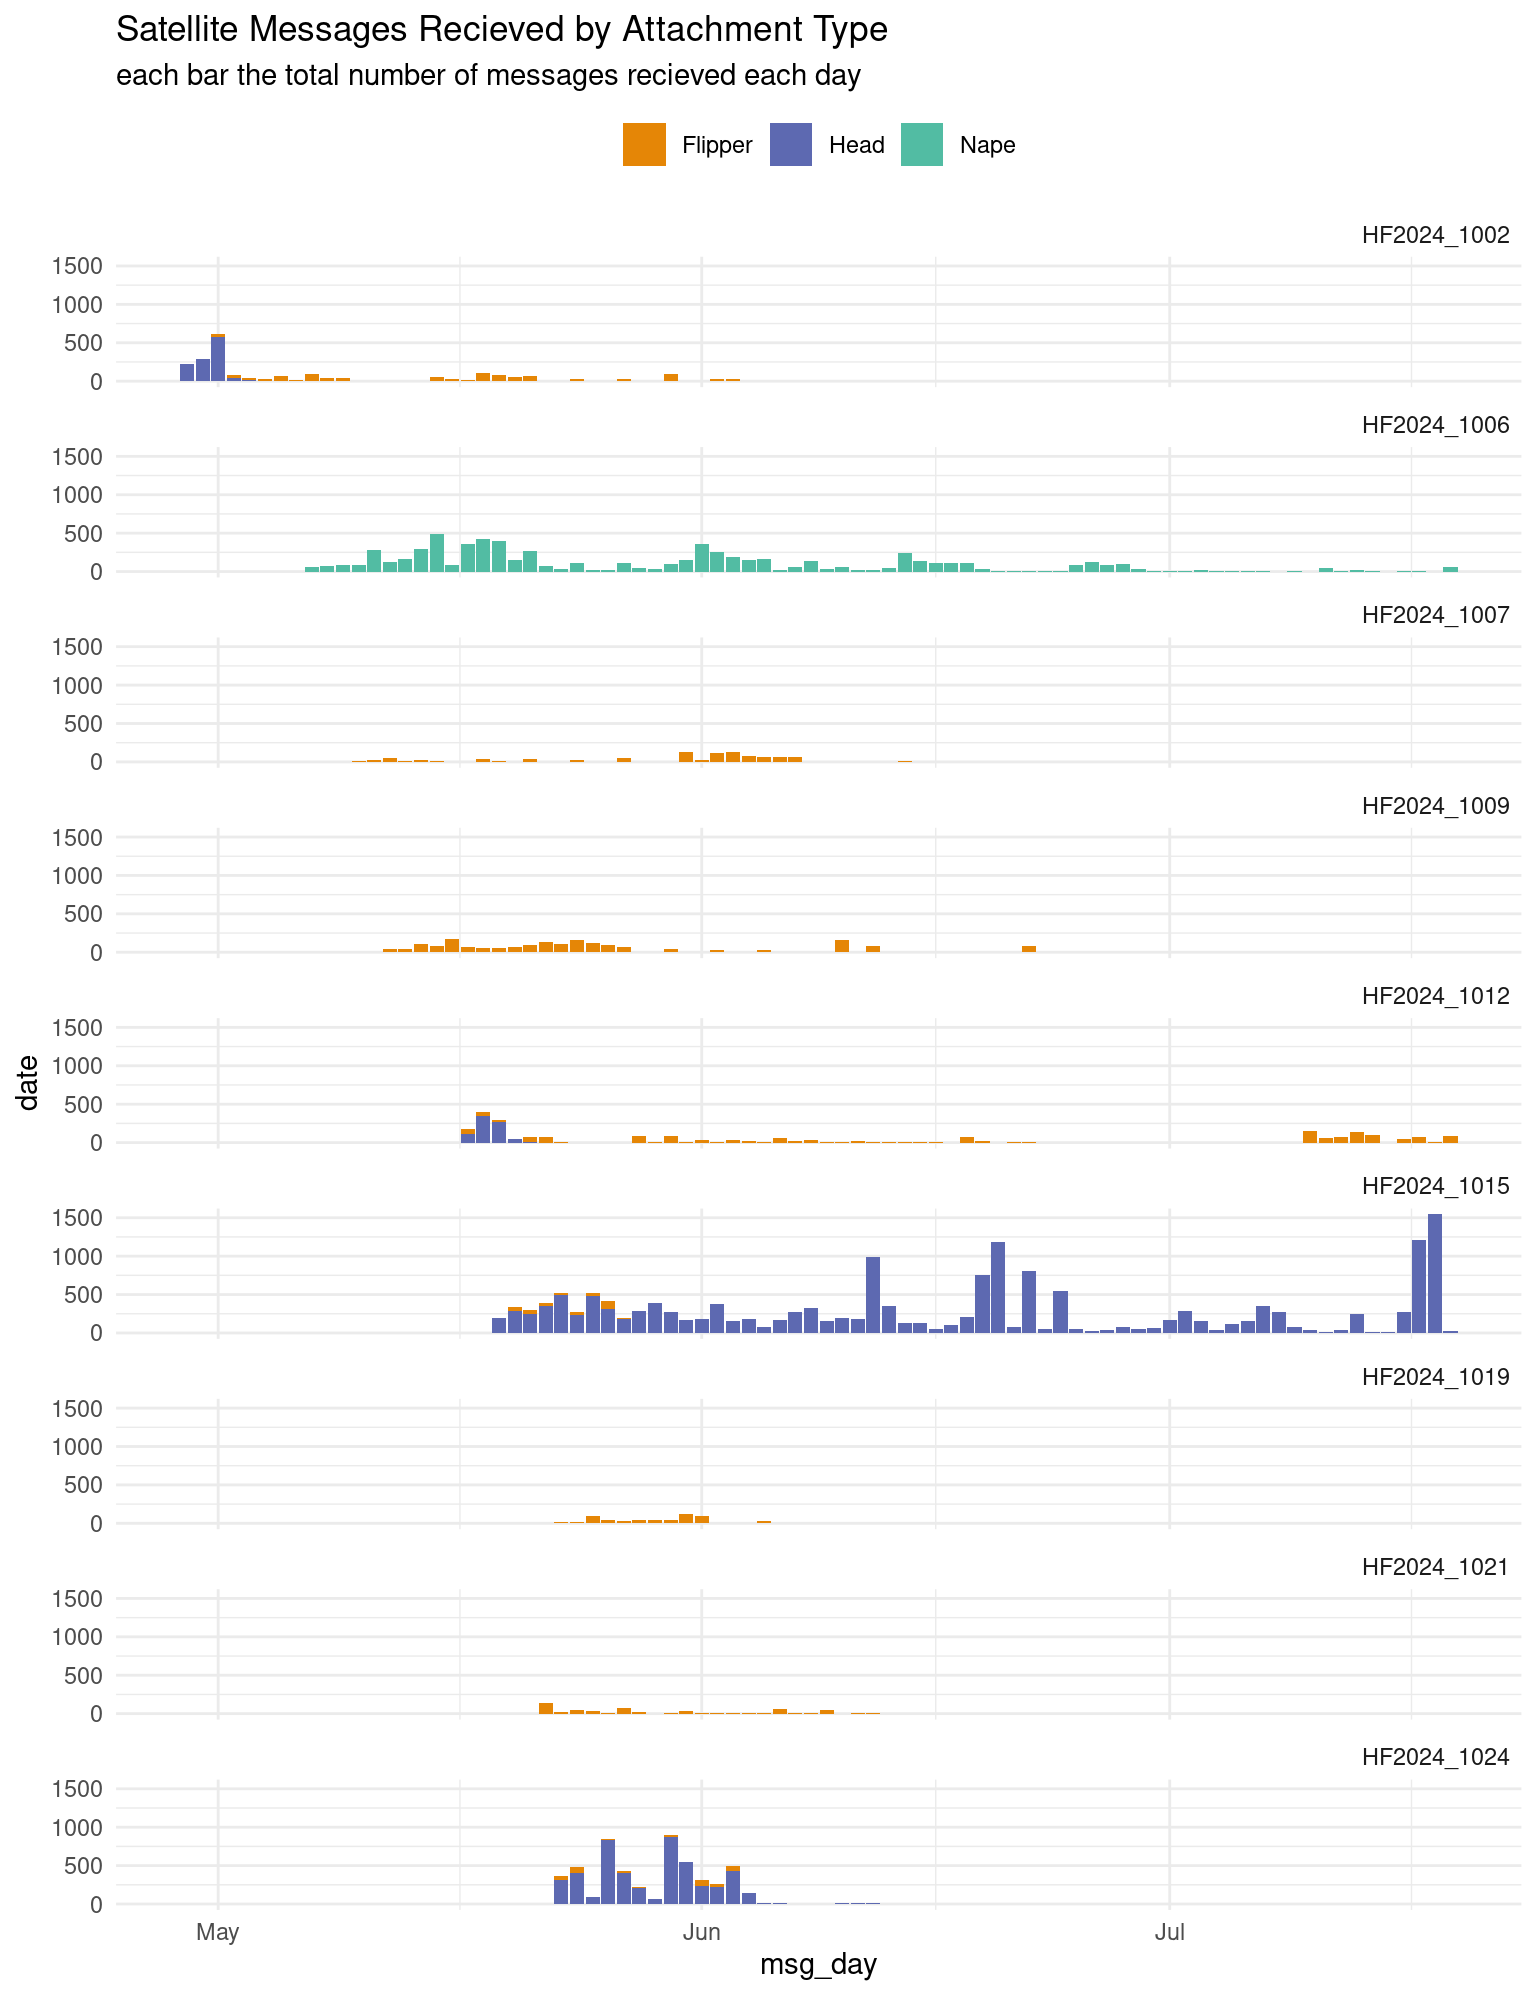 Satellite Messages Recieved by Attachment Type
each bar the total number of messages recieved each day
Flipper Head Nape
HF2024_1002
1500
1000
500
0
HF2024_1006
1500
1000
500
0
HF2024_1007
1500
1000
500
0
HF2024_1009
1500
1000
500
0
HF2024_1012
1500
1000
500
0
date
HF2024_1015
1500
1000
500
0
HF2024_1019
1500
1000
500
0
HF2024_1021
1500
1000
500
0
HF2024_1024
1500
1000
500
0
May Jun Jul
msg_day